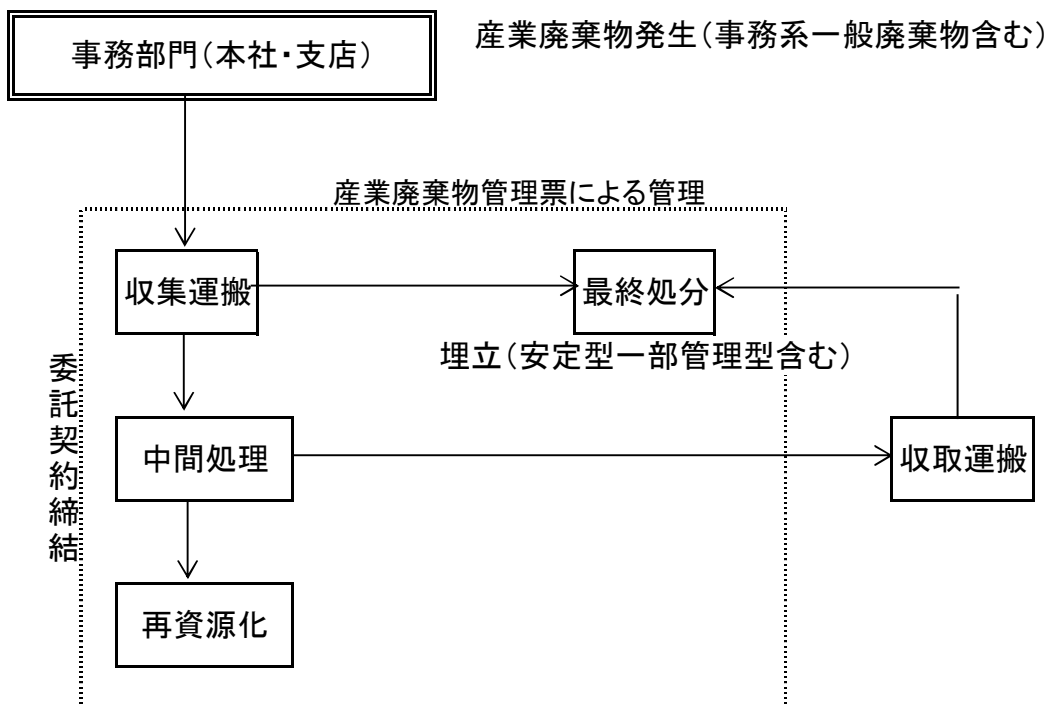 事務部門(本社・支店)
産業廃棄物発生(事務系一般廃棄物含む)
産業廃棄物管理票による管理
収集運搬
最終処分
埋立(安定型一部管理型含む)
委託契約締結
中間処理
収取運搬
再資源化